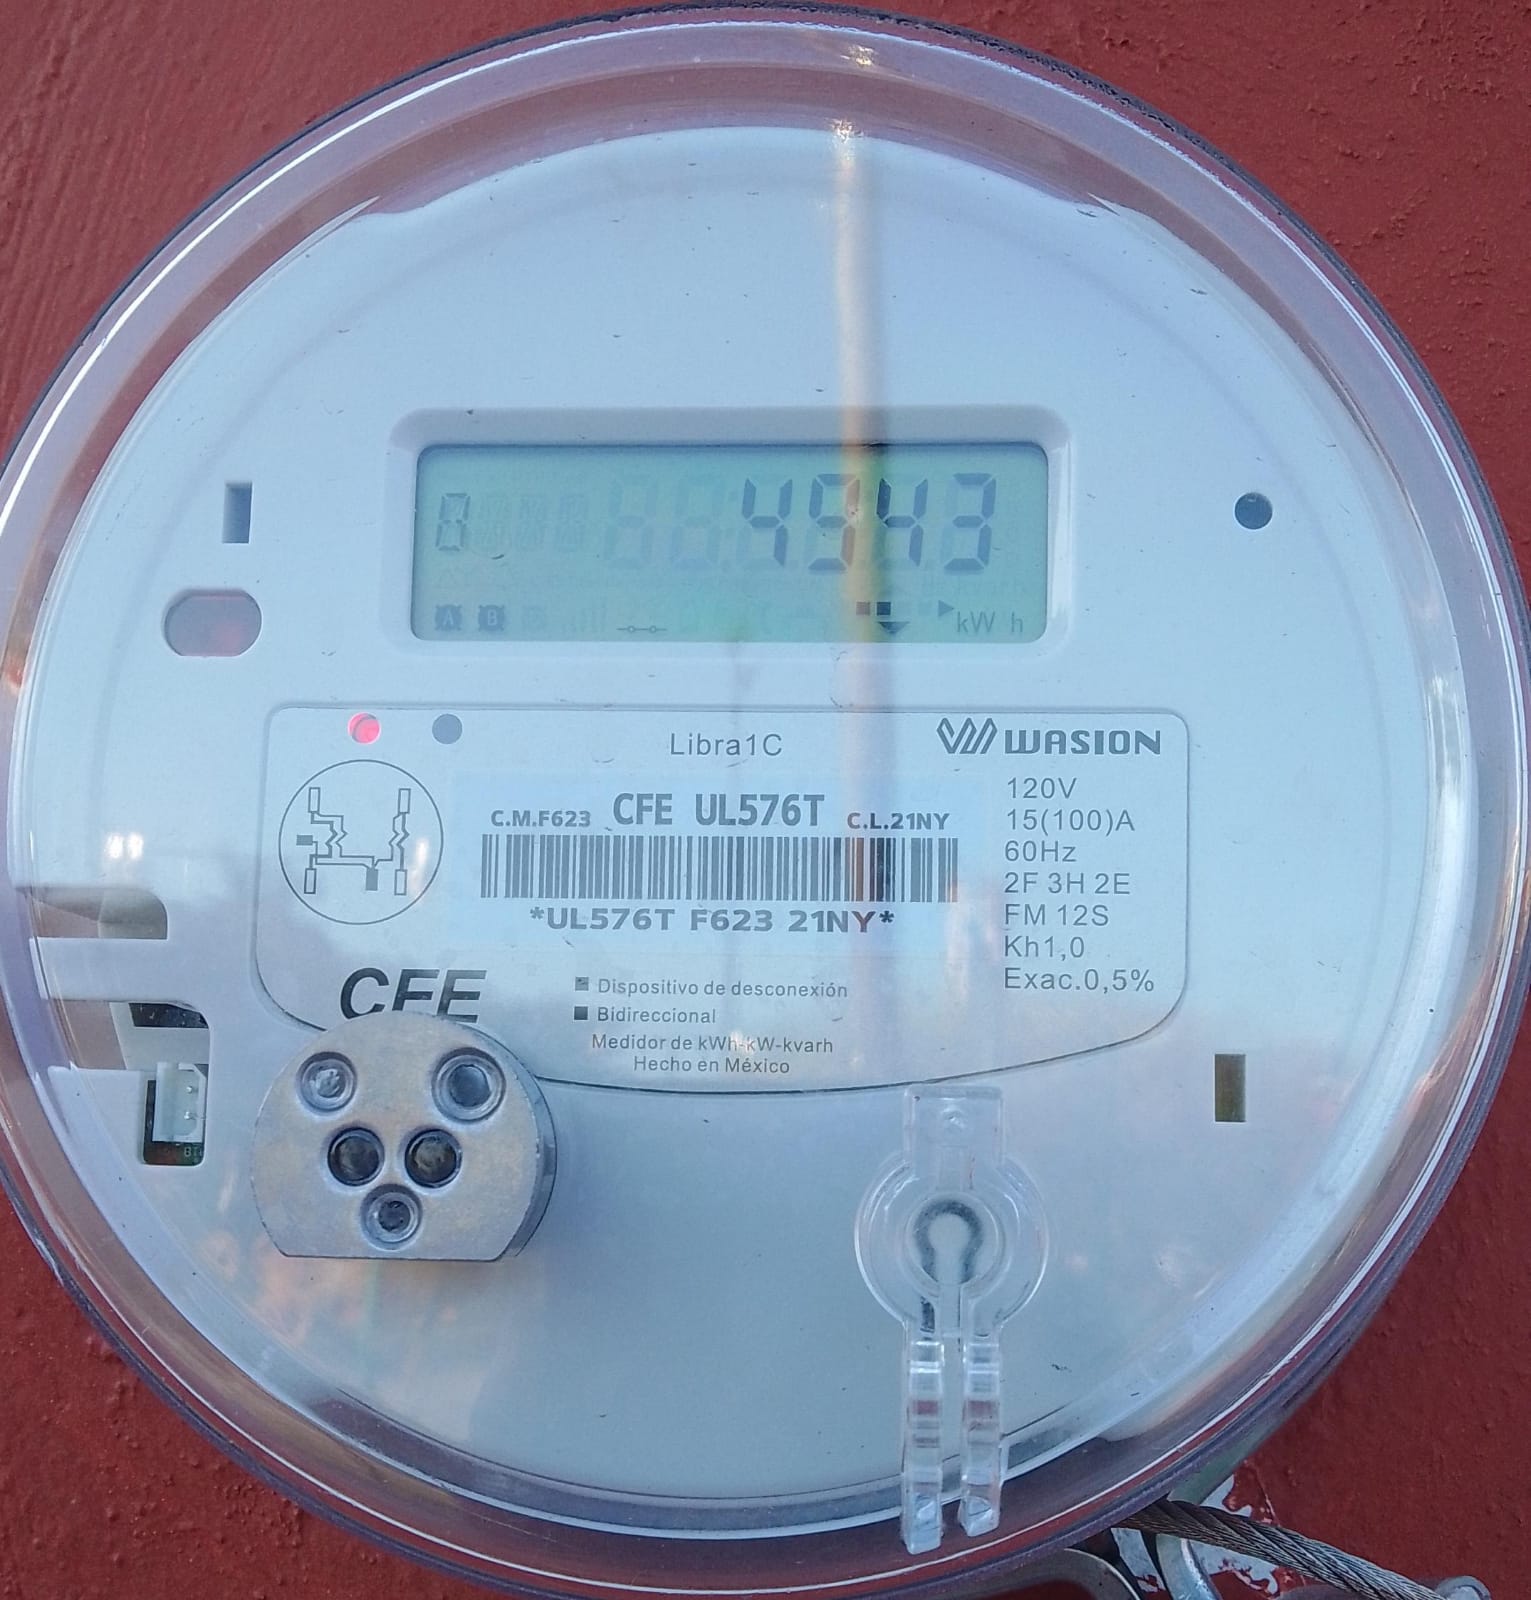 4543
A B kW h
Libra1C
WASION
C.M.F623 CFE UL576T C.L.21NY
*UL576T F623 21NY*
120V
15(100)A
60Hz
2F 3H 2E
FM 12S
Kh1,0
Exac.0,5%
CFE
Dispositivo de desconexión
Bidireccional
Medidor de kWh-kW-kvarh
Hecho en México